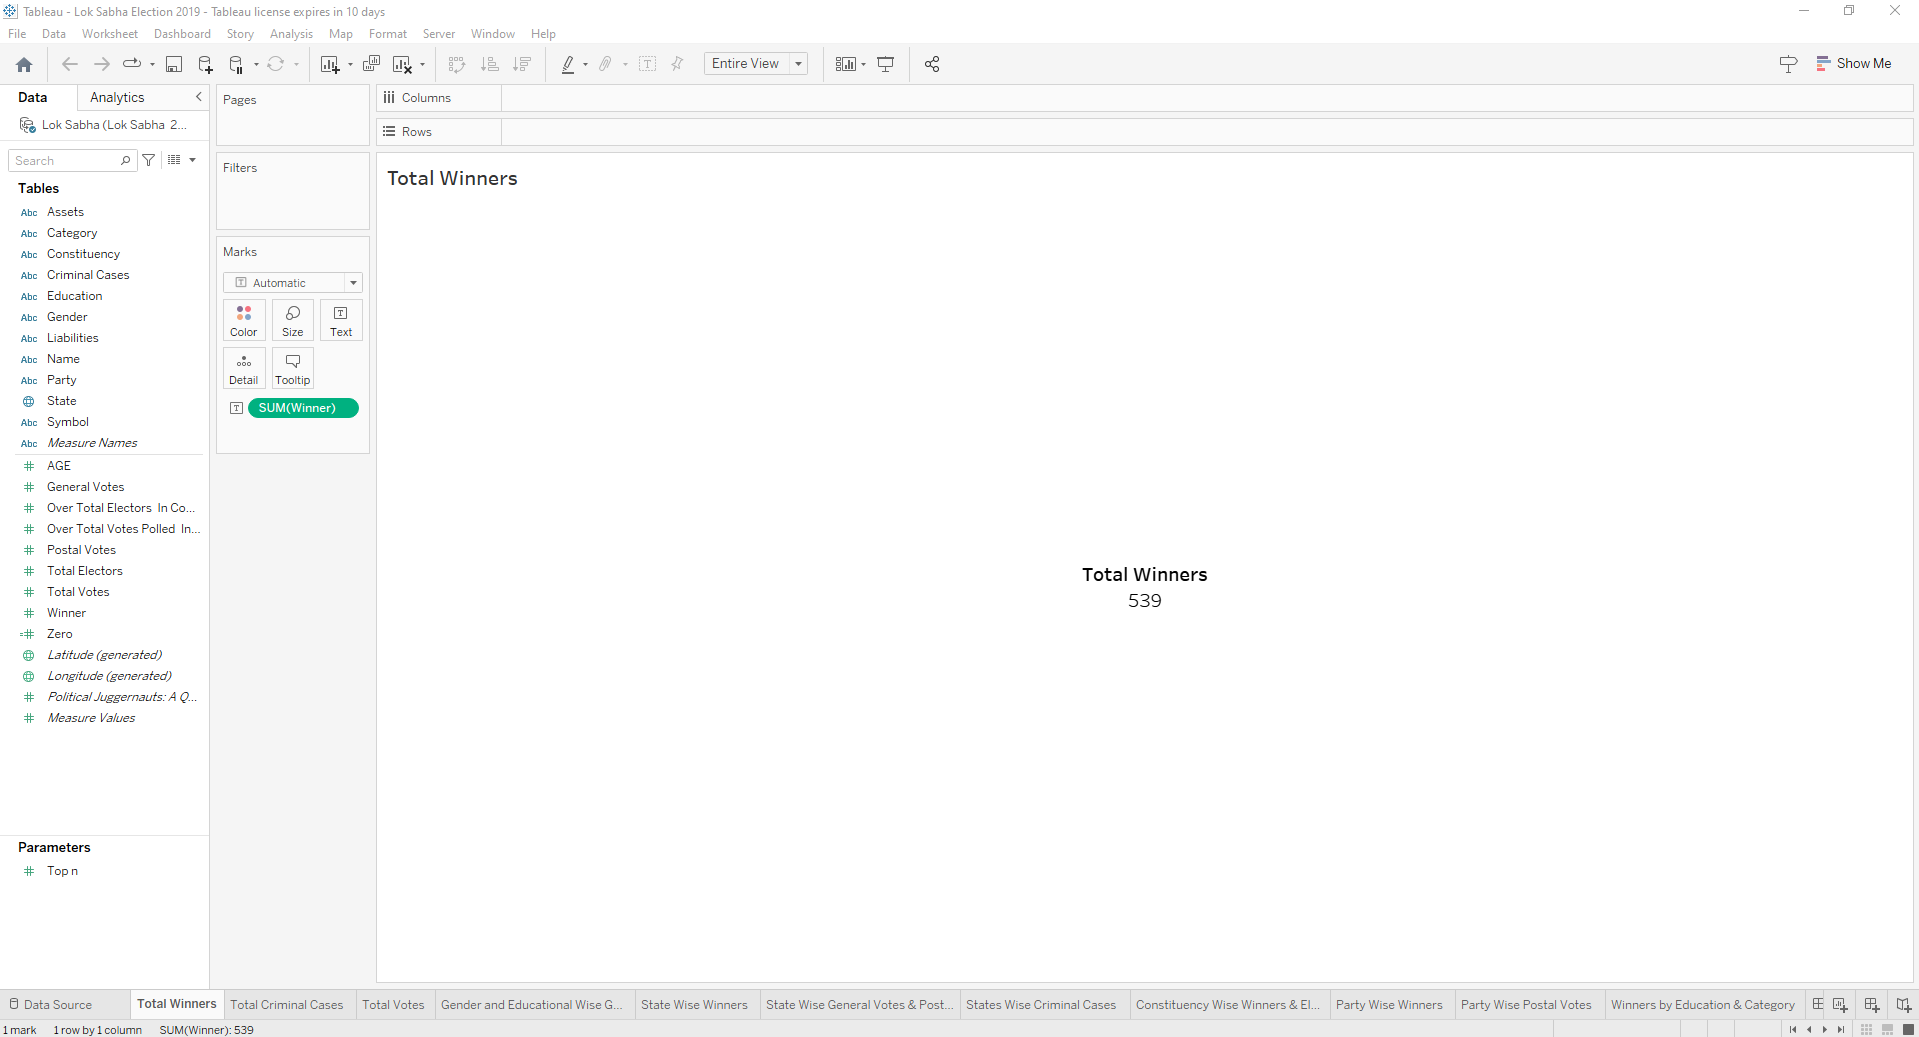 Tableau - Lok Sabha Election 2019 - Tableau license expires in 10 days
File Data Worksheet Dashboard Story Analysis Map Format Server Window Help
Entire View
Show Me
Data Analytics
Lok Sabha (Lok Sabha 2...
Search
Tables
Abc Assets
Abc Category
Abc Constituency
Abc Criminal Cases
Abc Education
Abc Gender
Abc Liabilities
Abc Name
Abc Party
State
Abc Symbol
Abc Measure Names
AGE
General Votes
Over Total Electors In Co...
Over Total Votes Polled In...
Postal Votes
Total Electors
Total Votes
Winner
Zero
Latitude (generated)
Longitude (generated)
Political Juggernauts: A Q...
Measure Values
Parameters
Top n
Pages
Filters
Marks
Automatic
Color Size Text
Detail Tooltip
SUM(Winner)
Columns
Rows
Total Winners
Total Winners
539
Data Source Total Winners Total Criminal Cases Total Votes Gender and Educational Wise G... State Wise Winners State Wise General Votes & Post... States Wise Criminal Cases Constituency Wise Winners & El... Party Wise Winners Party Wise Postal Votes Winners by Education & Category
1 mark 1 row by 1 column SUM(Winner): 539